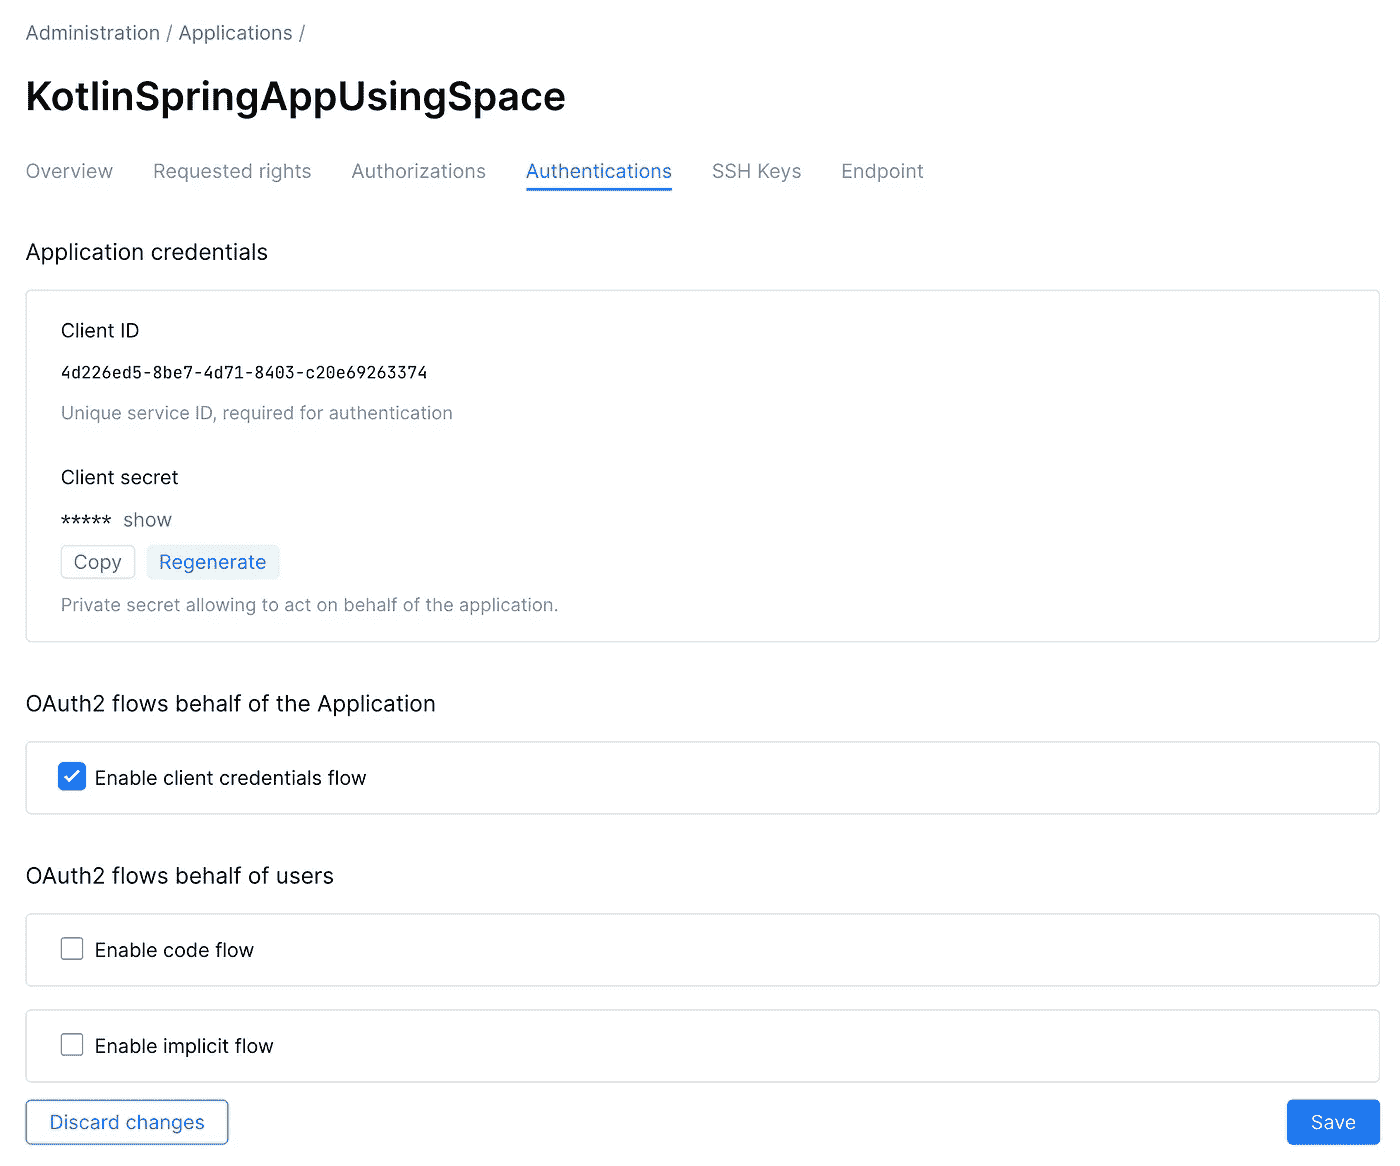 Administration / Applications /
KotlinSpringAppUsingSpace
Overview Requested rights Authorizations Authentications SSH Keys Endpoint
Application credentials
Client ID
4d226ed5-8be7-4d71-8403-c20e69263374
Unique service ID, required for authentication
Client secret
***** show
Copy Regenerate
Private secret allowing to act on behalf of the application.
OAuth2 flows behalf of the Application
Enable client credentials flow
OAuth2 flows behalf of users
Enable code flow
Enable implicit flow
Discard changes Save